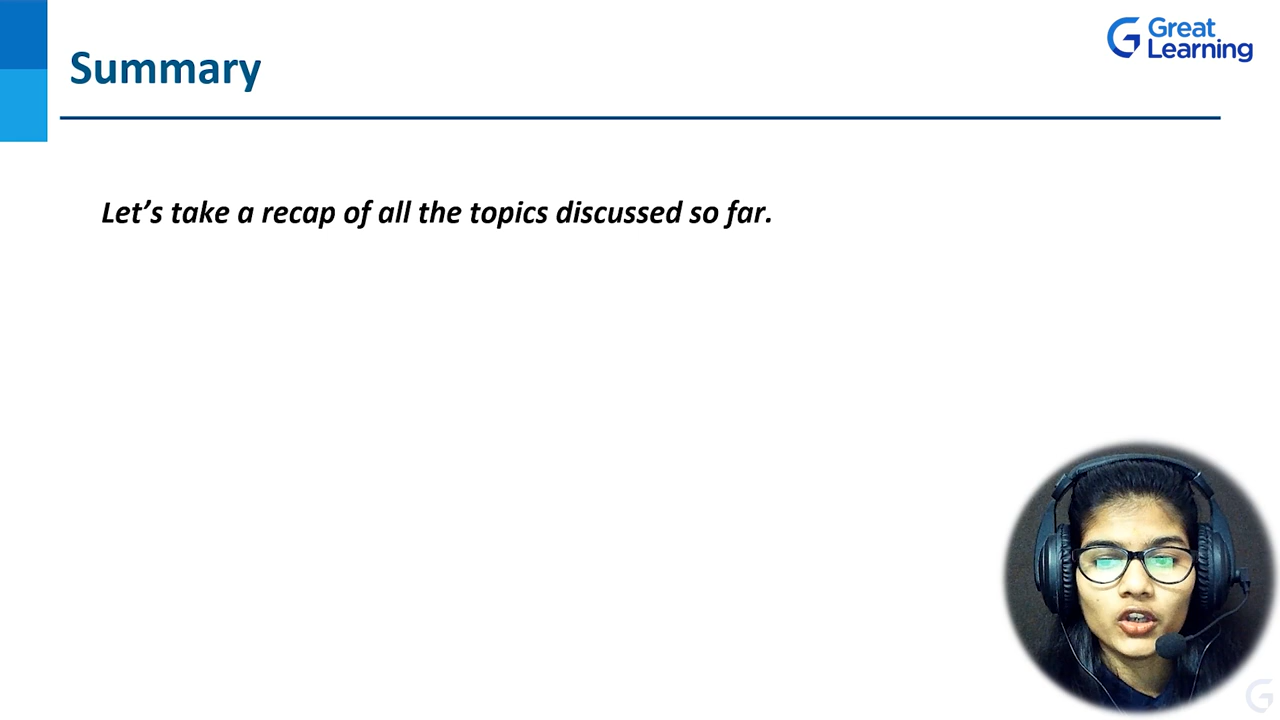 Great
Learning
Summary
Let's take a recap of all the topics discussed so far.